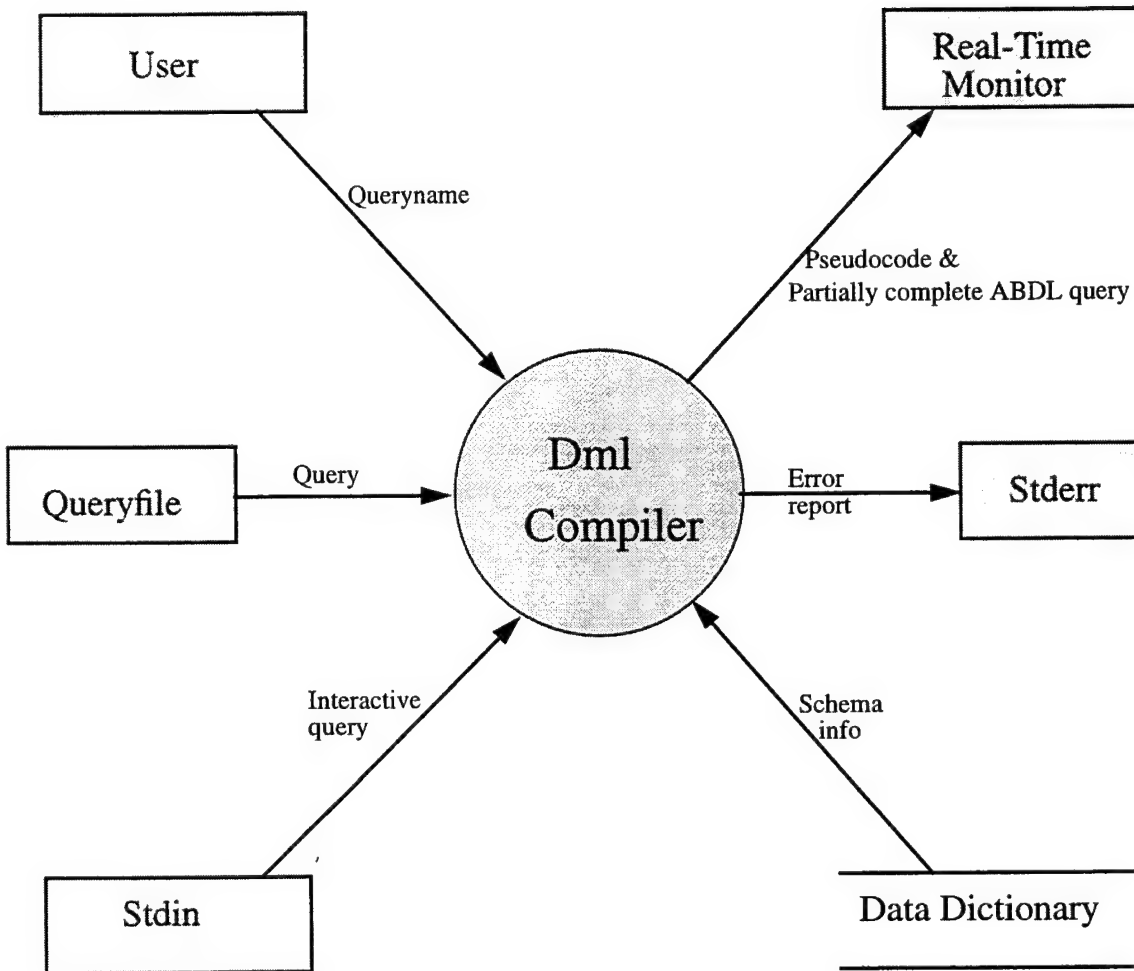 User
Real-Time
Monitor
Queryname
Pseudocode &
Partially complete ABDL query
Dml
Compiler
Queryfile
Query
Error
report
Stderr
Interactive
query
Schema
info
Stdin
Data Dictionary